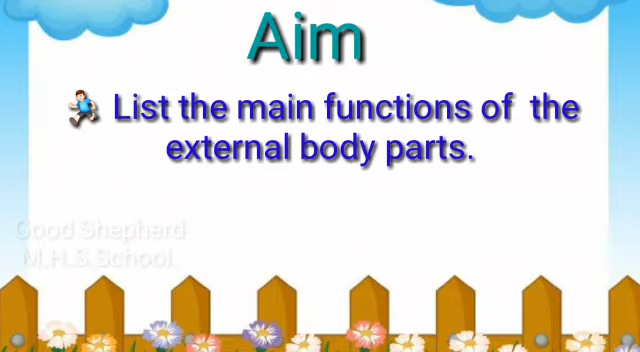 Aim
List the main functions of the
external body parts.
Good Shepherd
M.H.S.School.